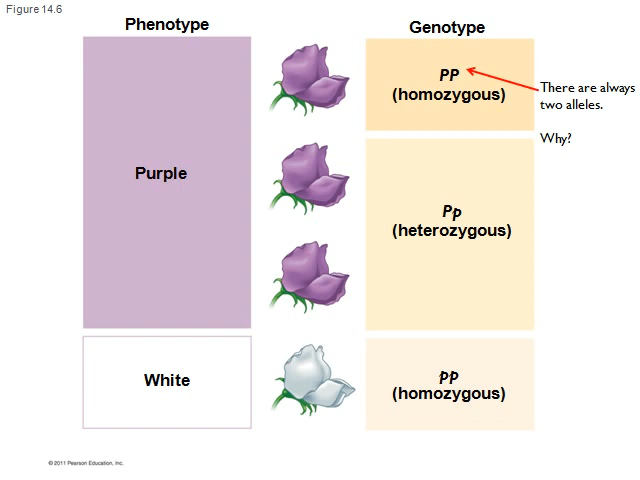 Figure 14.6
Phenotype
Genotype
PP
(homozygous)
There are always
two alleles.
Why?
Purple
Pp
(heterozygous)
White
pp
(homozygous)
© 2011 Pearson Education, Inc.